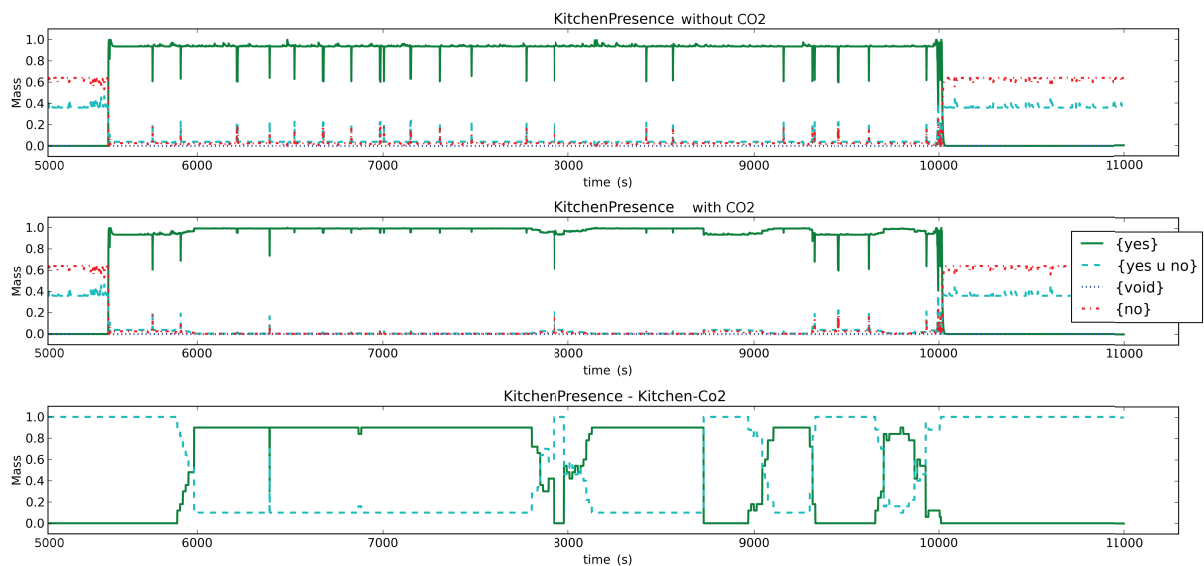 KitchenPresence without CO2
1.0
0.8
0.6
0.4
0.2
0.0
Mass
5000 6000 7000 3000 9000 10000 11000
time (s)
KitchenPresence with CO2
1.0
0.8
0.6
0.4
0.2
0.0
Mass
{yes}
{yes u no}
{void}
{no}
5000 6000 7000 3000 9000 10000 11000
time (s)
KitchenPresence - Kitchen-Co2
1.0
0.8
0.6
0.4
0.2
0.0
Mass
5000 6000 7000 3000 9000 10000 11000
time (s)